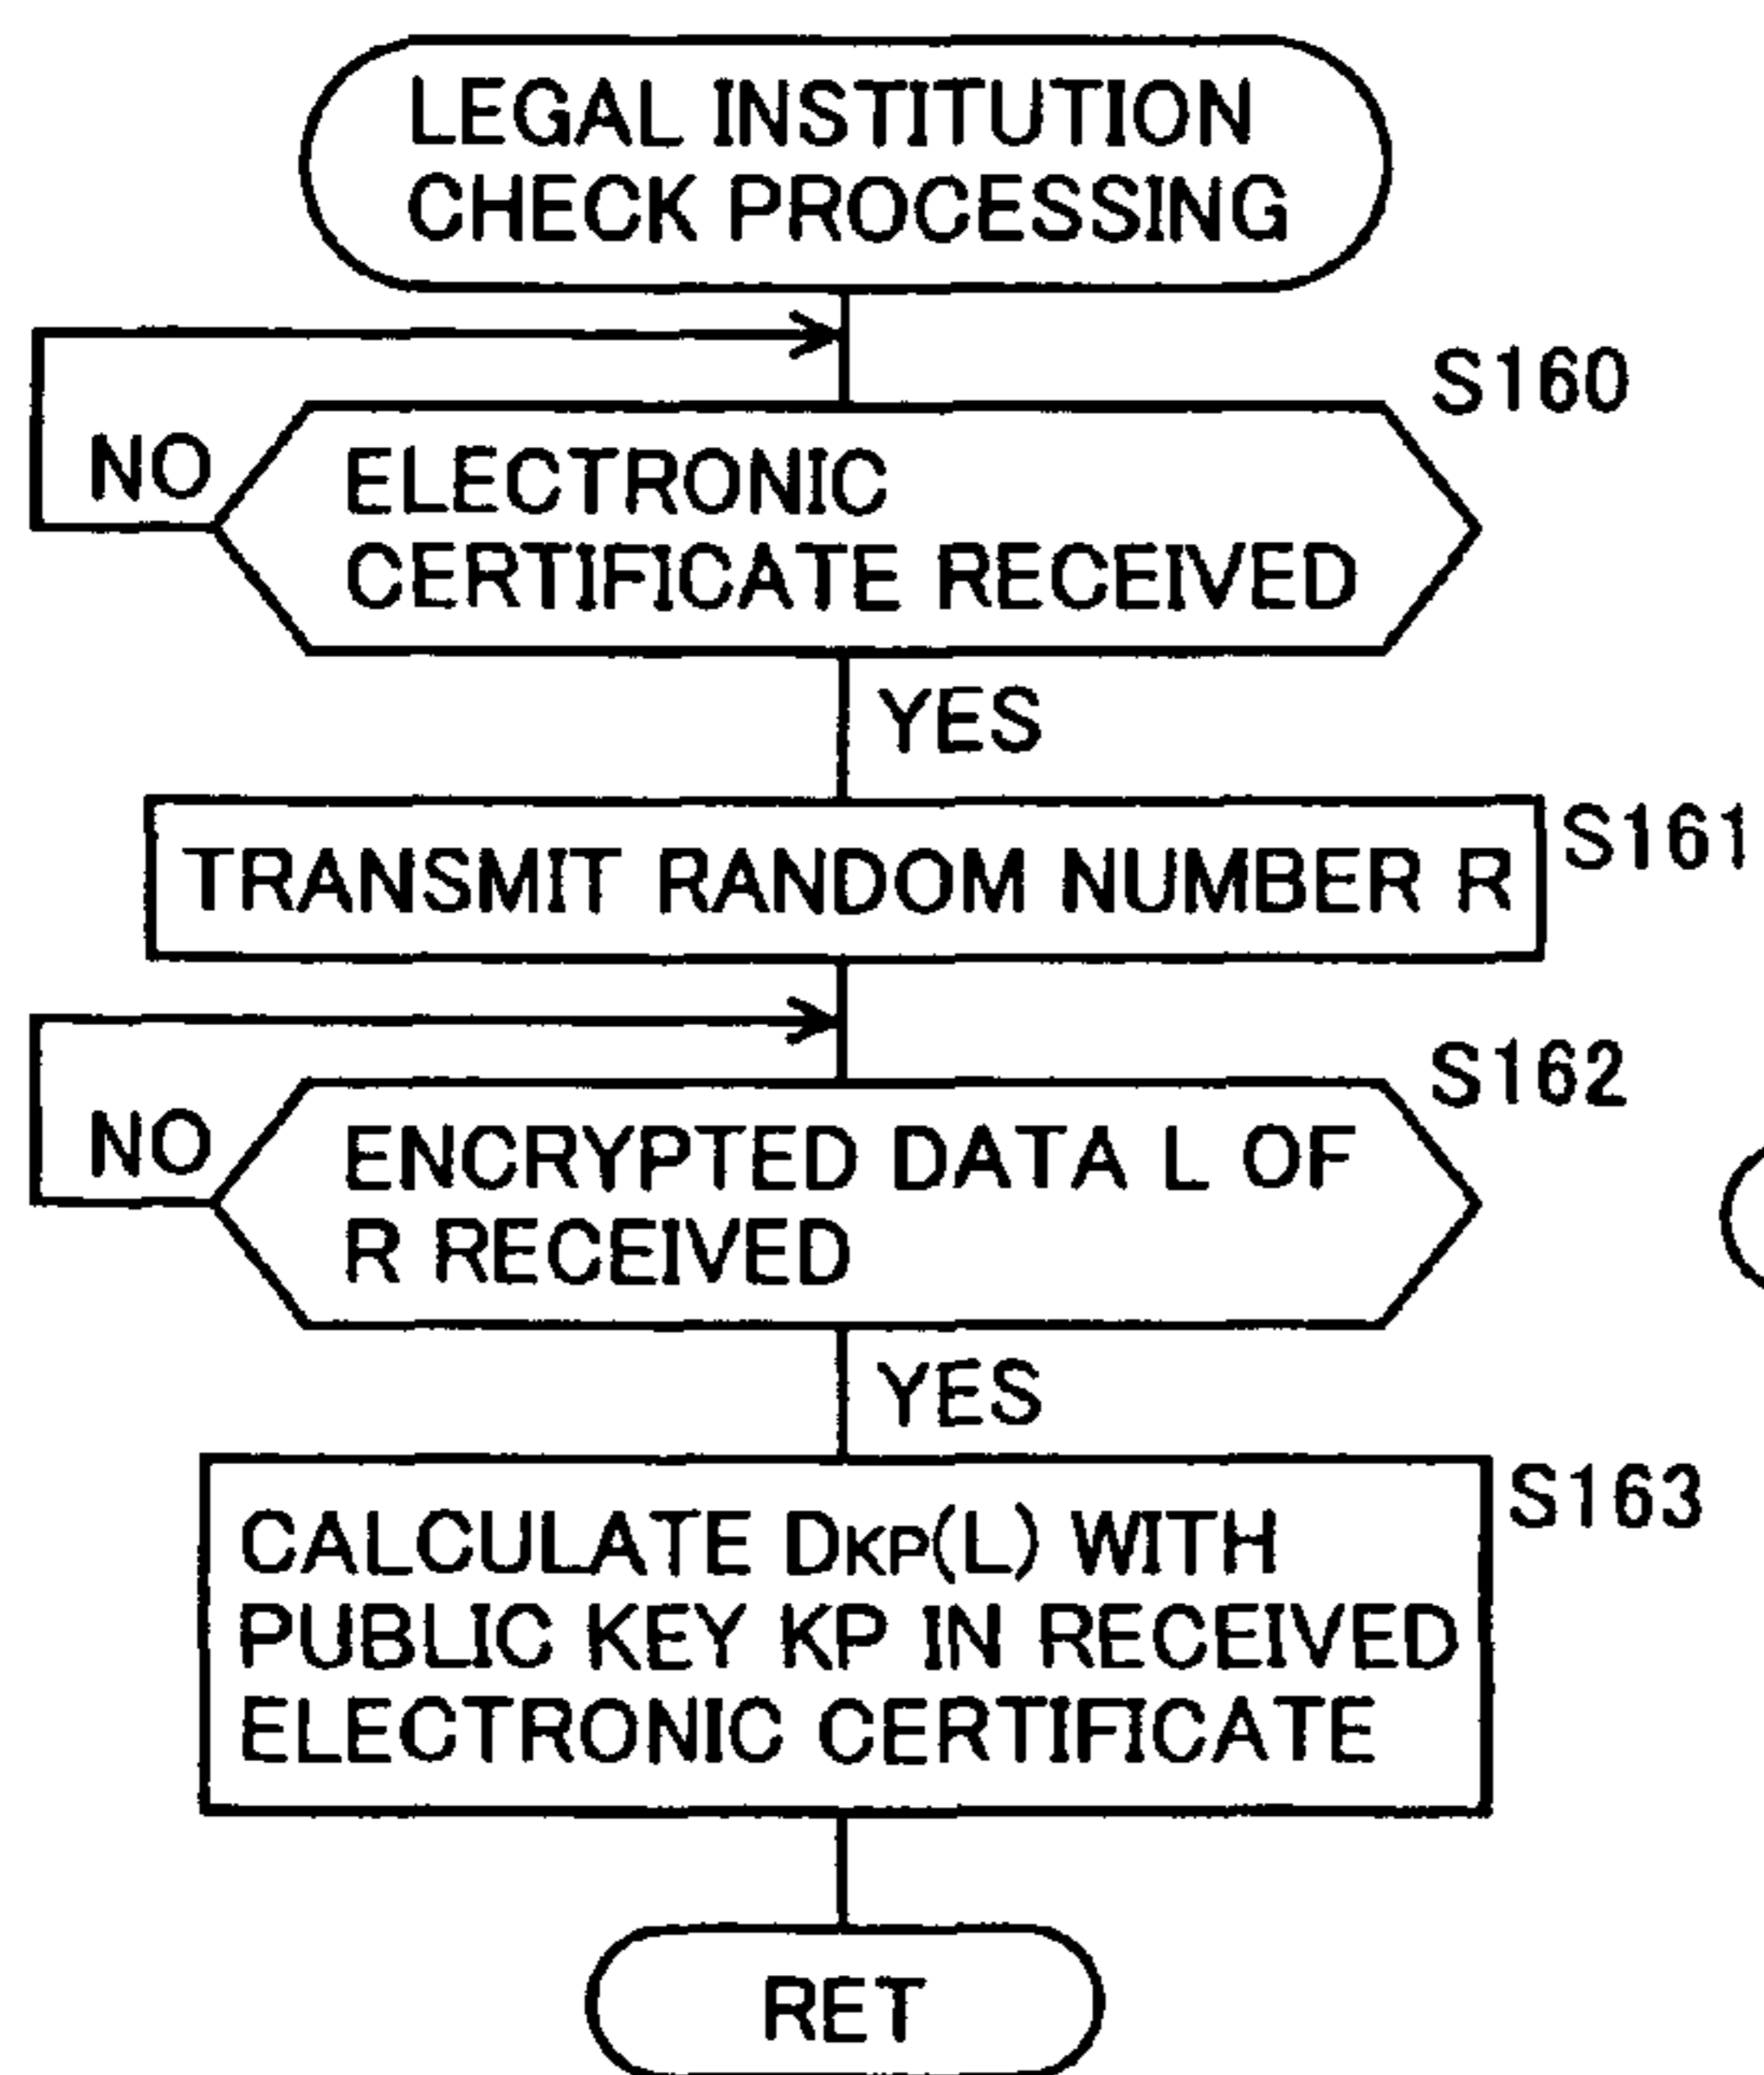 LEGAL INSTITUTION
CHECK PROCESSING
S160
NO
ELECTRONIC
CERTIFICATE RECEIVED
YES
S161
TRANSMIT RANDOM NUMBER R
S162
NO
ENCRYPTED DATA L OF
R RECEIVED
YES
S163
CALCULATE DKP(L) WITH
PUBLIC KEY KP IN RECEIVED
ELECTRONIC CERTIFICATE
RET